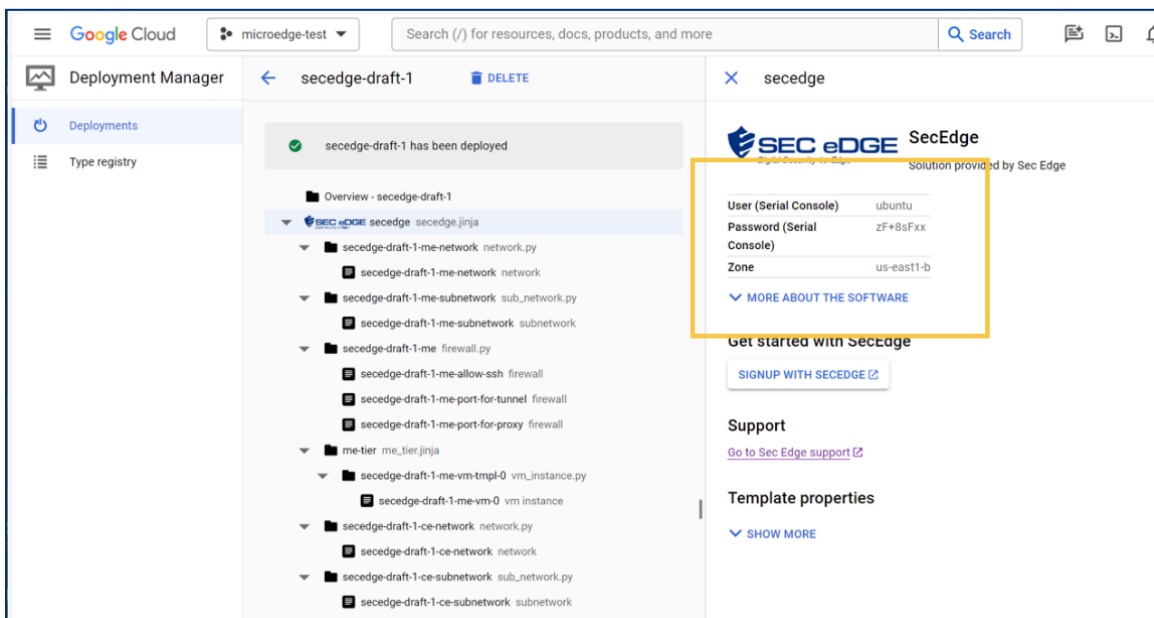 Google Cloud
microedge-test
Search (/) for resources, docs, products, and more
Search
Deployment Manager
secedge-draft-1
DELETE
secedge
Deployments
Type registry
secedge-draft-1 has been deployed
Overview - secedge-draft-1
SEC eDGE secedge secedge.jinja
secedge-draft-1-me-network network.py
secedge-draft-1-me-network network
secedge-draft-1-me-subnetwork sub_network.py
secedge-draft-1-me-subnetwork subnetwork
secedge-draft-1-me firewall.py
secedge-draft-1-me-allow-ssh firewall
secedge-draft-1-me-port-for-tunnel firewall
secedge-draft-1-me-port-for-proxy firewall
me-tier me_tier.jinja
secedge-draft-1-me-vm-tmpl-0 vm_instance.py
secedge-draft-1-me-vm-0 vm instance
secedge-draft-1-ce-network network.py
secedge-draft-1-ce-network network
secedge-draft-1-ce-subnetwork sub_network.py
secedge-draft-1-ce-subnetwork subnetwork
SEC eDGE
SecEdge
Solution provided by Sec Edge
User (Serial Console) ubuntu
Password (Serial zF+8sFxx
Console)
Zone us-east1-b
MORE ABOUT THE SOFTWARE
Get started with SecEdge
SIGNUP WITH SECEDGE
Support
Go to Sec Edge support
Template properties
SHOW MORE